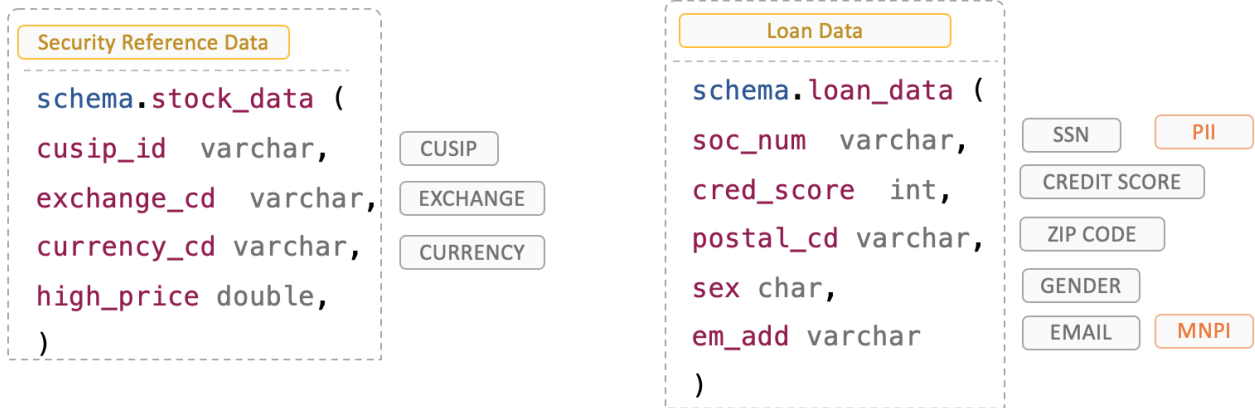 Security Reference Data
schema.stock_data (
cusip_id varchar, CUSIP
exchange_cd varchar, EXCHANGE
currency_cd varchar, CURRENCY
high_price double,
)
Loan Data
schema.loan_data (
soc_num varchar, SSN PII
cred_score int, CREDIT SCORE
postal_cd varchar, ZIP CODE
sex char, GENDER
em_add varchar EMAIL MNPI
)